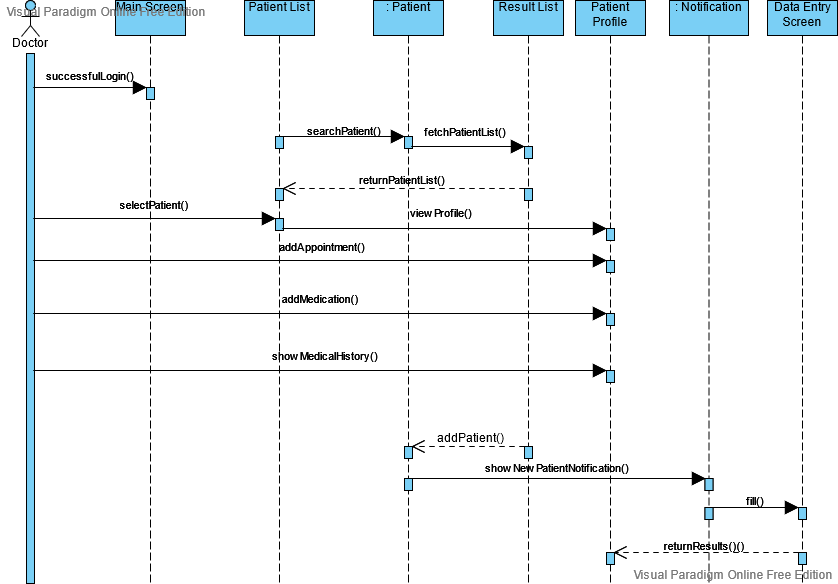 Visual Paradigm Online Free Edition
Main Screen
Patient List
: Patient
Result List
Patient
Profile
: Notification
Data Entry
Screen
Doctor
successfulLogin()
searchPatient()
fetchPatientList()
returnPatientList()
selectPatient()
view Profile()
addAppointment()
addMedication()
show MedicalHistory()
addPatient()
show New PatientNotification()
fill()
returnResults()()
Visual Paradigm Online Free Edition